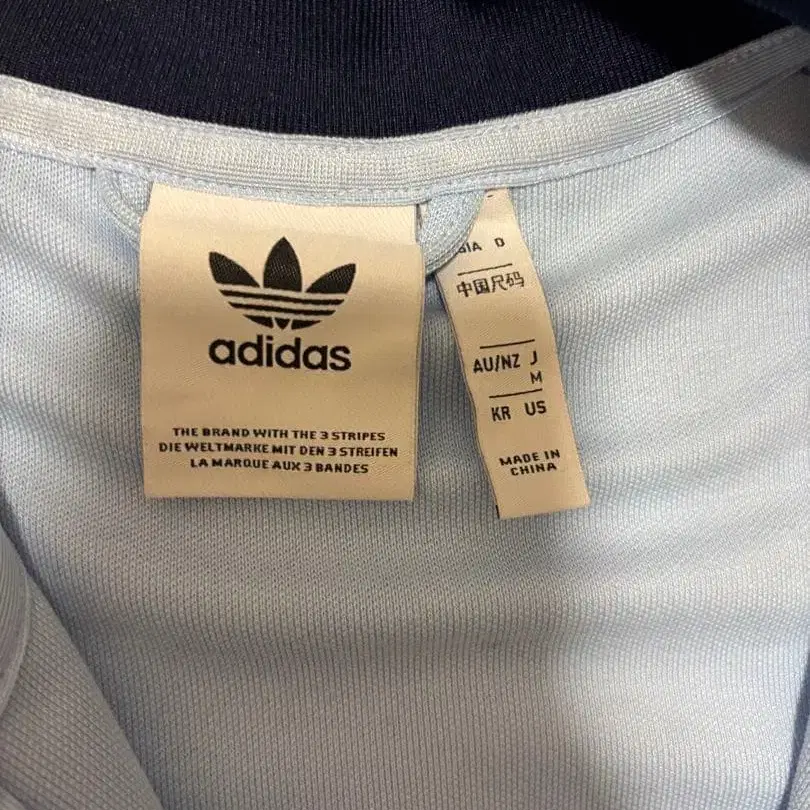 adidas
THE BRAND WITH THE 3 STRIPES
DIE WELTMARKE MIT DEN 3 STREIFEN
LA MARQUE AUX 3 BANDES
D
中国尺码
AU/NZ J
M
KR US
MADE IN
CHINA